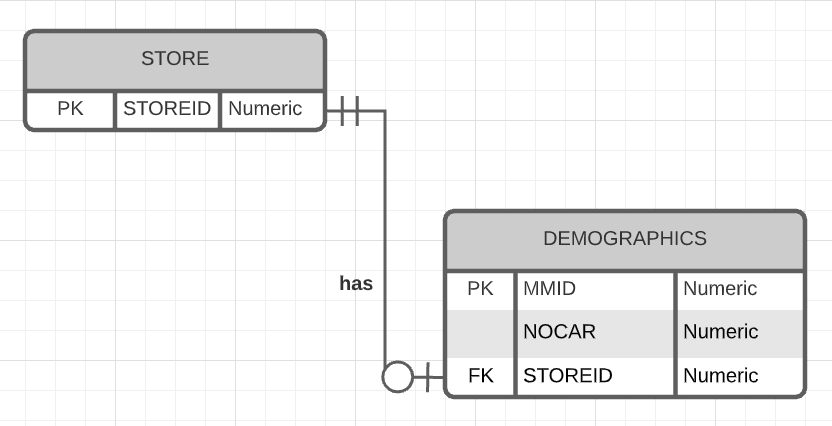 STORE
PK STOREID Numeric
has
DEMOGRAPHICS
PK MMID Numeric
NOCAR Numeric
FK STOREID Numeric